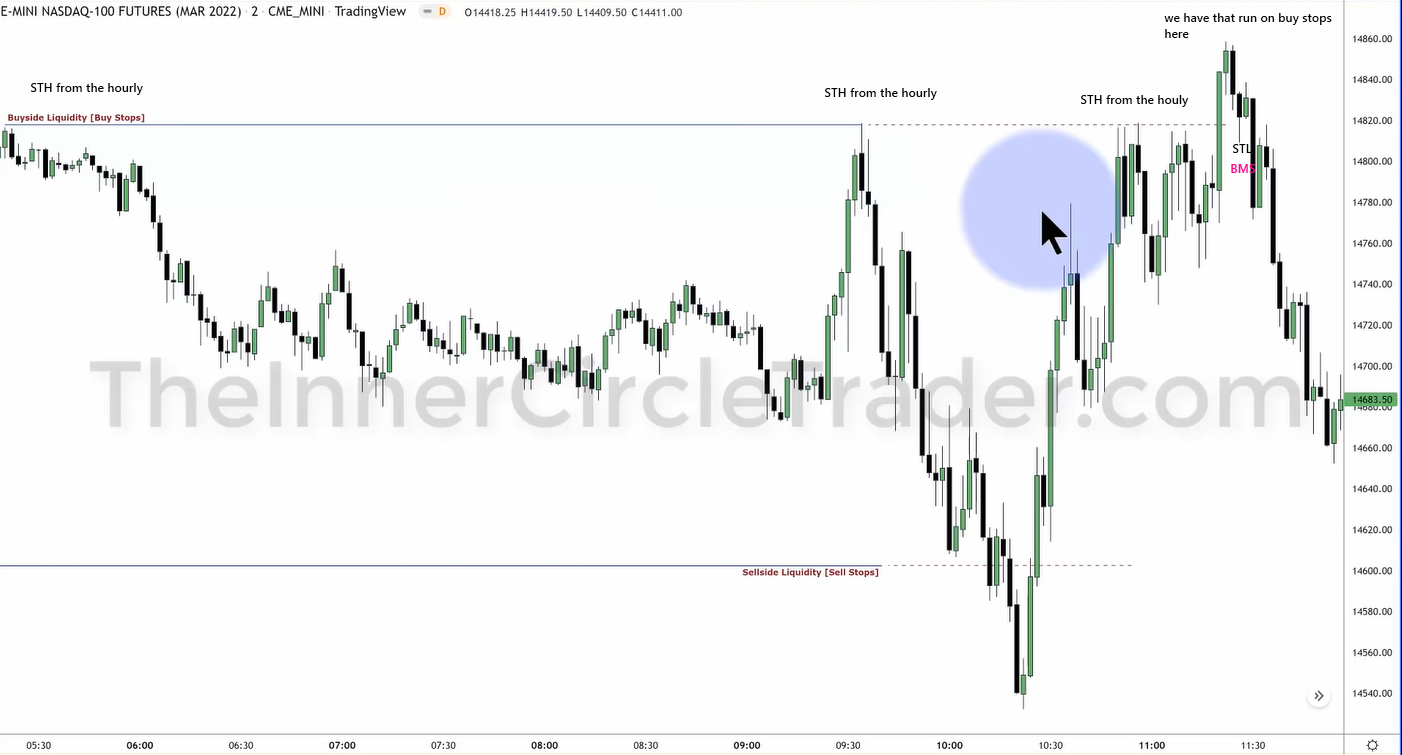 E-MINI NASDAQ-100 FUTURES (MAR 2022) · 2 · CME_MINI · TradingView D O14418.25 H14419.50 L14409.50 C14411.00
we have that run on buy stops
here
14860.00
14840.00
STH from the hourly
STH from the hourly
STH from the houly
Buyside Liquidity [Buy Stops]
14820.00
STL
14800.00
BMS
14780.00
14760.00
14740.00
14720.00
14700.00
TheInnerCircleTrader.com
14683.50
14680.00
14660.00
14640.00
14620.00
Sellside Liquidity [Sell Stops]
14600.00
14580.00
14560.00
14540.00
05:30 06:00 06:30 07:00 07:30 08:00 08:30 09:00 09:30 10:00 10:30 11:00 11:30